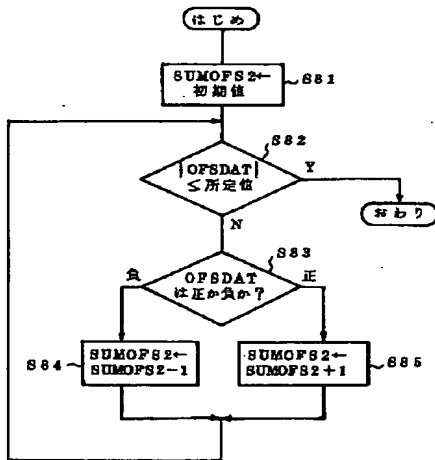 はじめ
SUMOFS2←
初期値
S81
S82
|OFSDAT|
≦所定値
Y
おわり
N
S83
OFSDAT
は正か負か?
負
正
S84
SUMOFS2←
SUMOFS2-1
SUMOFS2←
SUMOFS2+1
S85